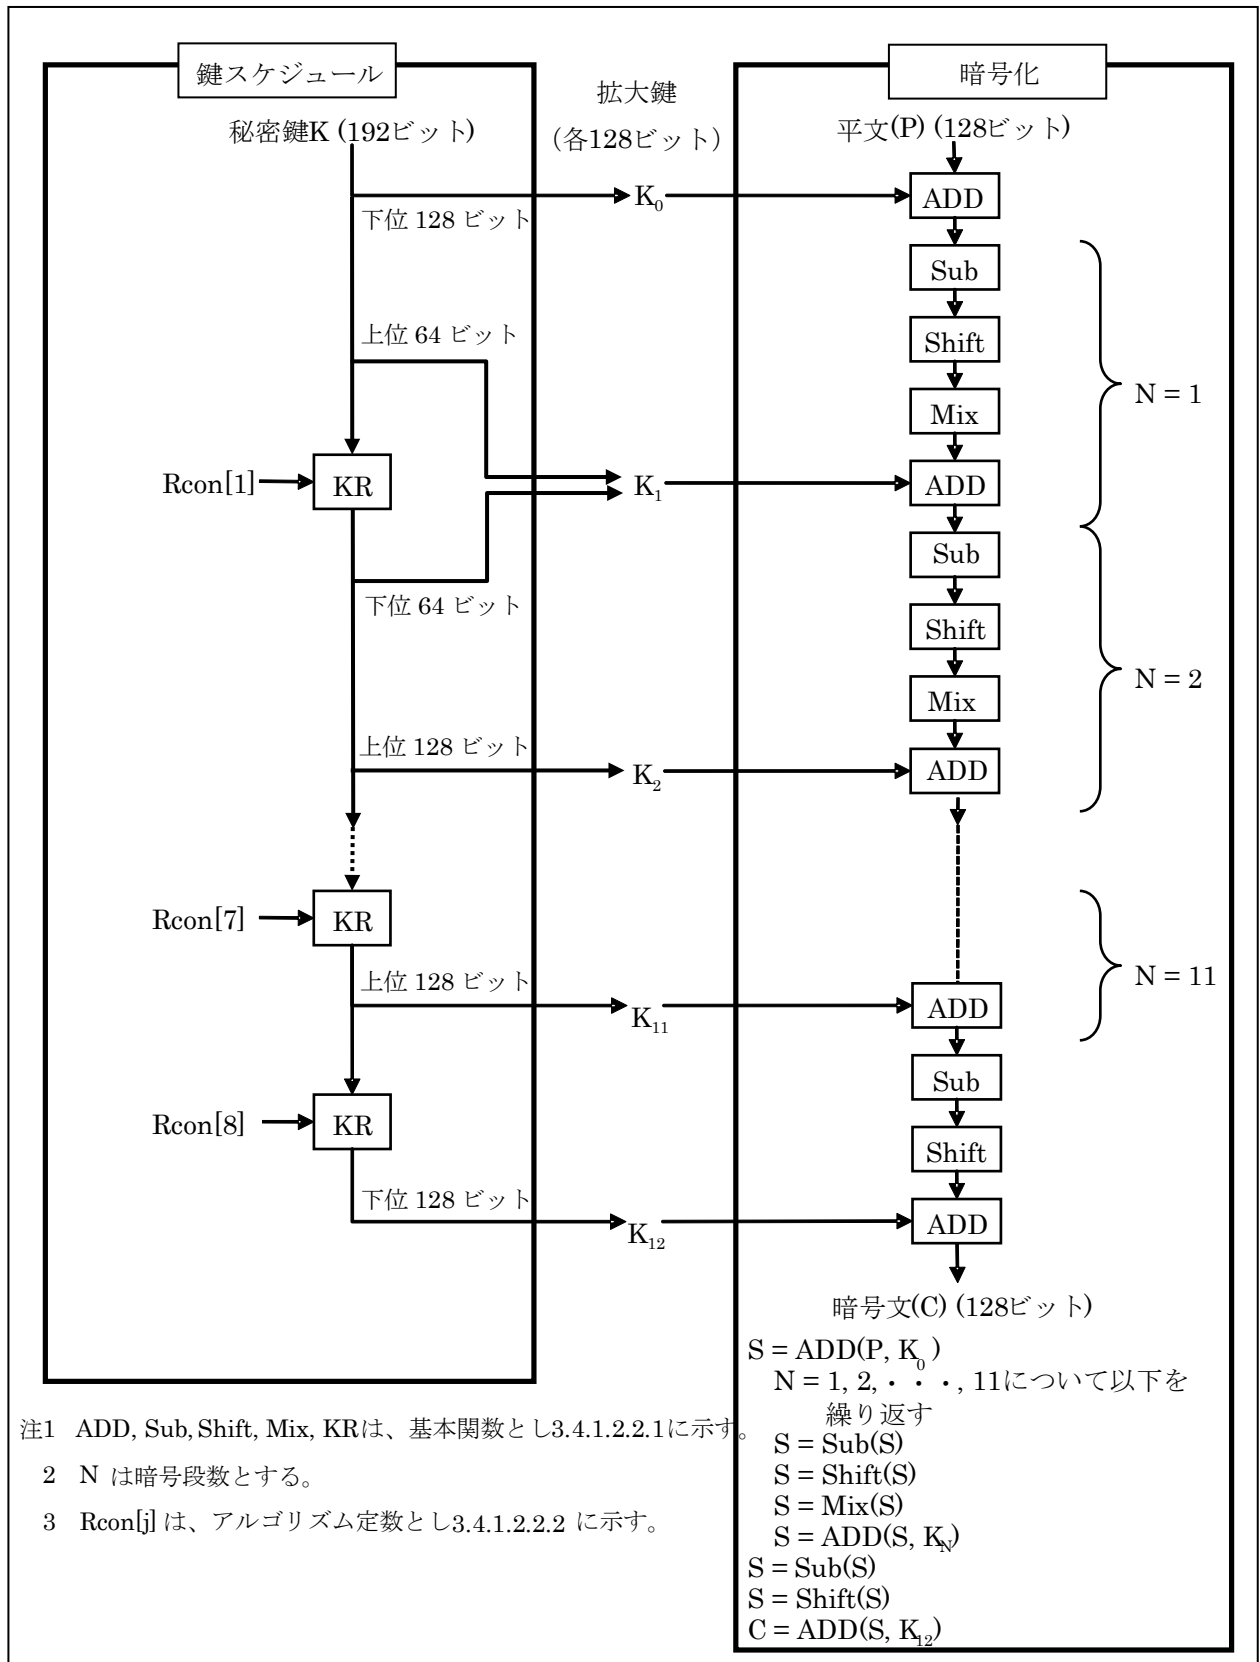 鍵スケジュール
秘密鍵K (192ビット)
下位 128 ビット
上位 64 ビット
Rcon[1]
KR
下位 64 ビット
上位 128 ビット
Rcon[7]
KR
上位 128 ビット
Rcon[8]
KR
下位 128 ビット
拡大鍵
(各128ビット)
K0
K1
K2
K11
K12
暗号化
平文(P) (128ビット)
ADD
Sub
Shift
Mix
ADD
N = 1
Sub
Shift
Mix
ADD
N = 2
ADD
N = 11
Sub
Shift
ADD
暗号文(C) (128ビット)
S = ADD(P, K0)
N = 1, 2, ・・・, 11について以下を
繰り返す
S = Sub(S)
S = Shift(S)
S = Mix(S)
S = ADD(S, KN)
S = Sub(S)
S = Shift(S)
C = ADD(S, K12)
注1 ADD, Sub, Shift, Mix, KRは、基本関数とし3.4.1.2.2.1に示す。
2 N は暗号段数とする。
3 Rcon[j] は、アルゴリズム定数とし3.4.1.2.2.2 に示す。